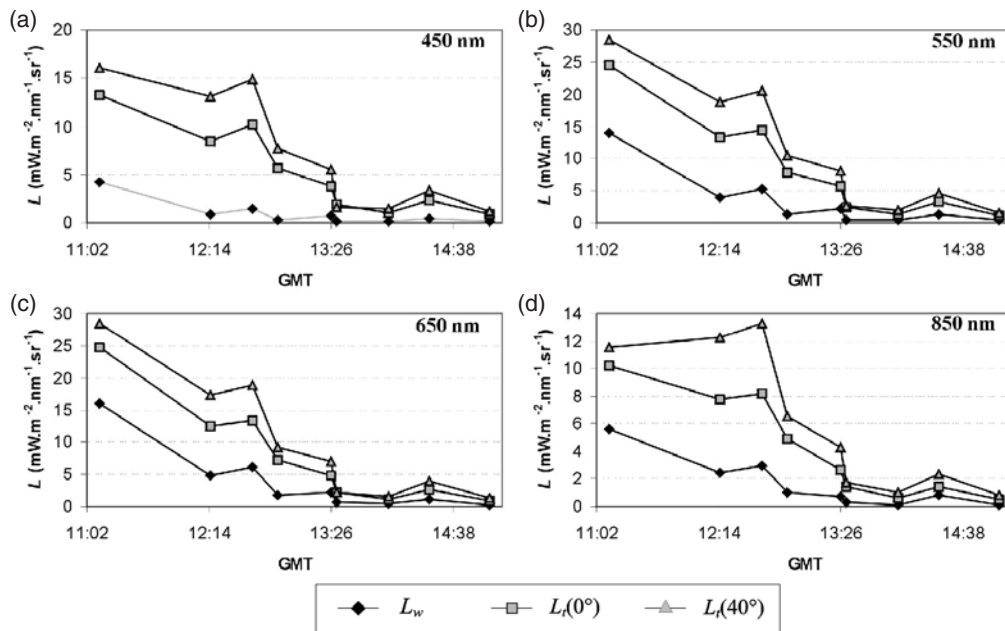 (a)
450 nm
L (mW.m-2.nm-1.sr-1)
20
15
10
5
0
11:02 12:14 13:26 14:38
GMT
(b)
550 nm
L (mW.m-2.nm-1.sr-1)
30
25
20
15
10
5
0
11:02 12:14 13:26 14:38
GMT
(c)
650 nm
L (mW.m-2.nm-1.sr-1)
30
25
20
15
10
5
0
11:02 12:14 13:26 14:38
GMT
(d)
850 nm
L (mW.m-2.nm-1.sr-1)
14
12
10
8
6
4
2
0
11:02 12:14 13:26 14:38
GMT
Lw Lt(0°) Lt(40°)